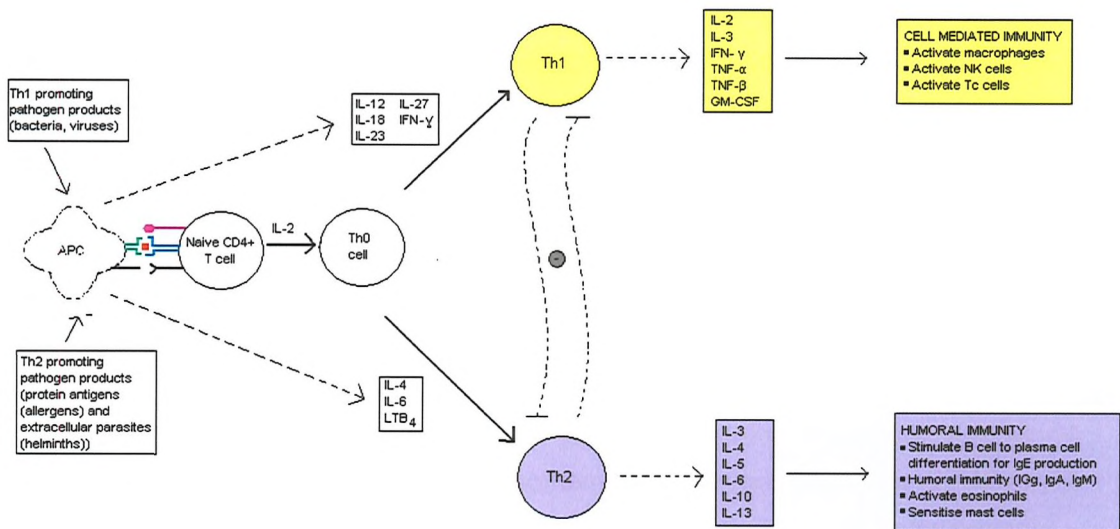 Th1 promoting
pathogen products
(bacteria, viruses)
APC
Th2 promoting
pathogen products
(protein antigens
(allergens) and
extracellular parasites
(helminths))
Naive CD4+
T cell
IL-2
Th0
cell
IL-12 IL-27
IL-18 IFN-γ
IL-23
IL-4
IL-6
LTB4
Th1
-
Th2
IL-2
IL-3
IFN- γ
TNF-α
TNF-β
GM-CSF
CELL MEDIATED IMMUNITY
▪ Activate macrophages
▪ Activate NK cells
▪ Activate Tc cells
IL-3
IL-4
IL-5
IL-6
IL-10
IL-13
HUMORAL IMMUNITY
▪ Stimulate B cell to plasma cell
differentiation for IgE production
▪ Humoral immunity (IGg, IgA, IgM)
▪ Activate eosinophils
▪ Sensitise mast cells